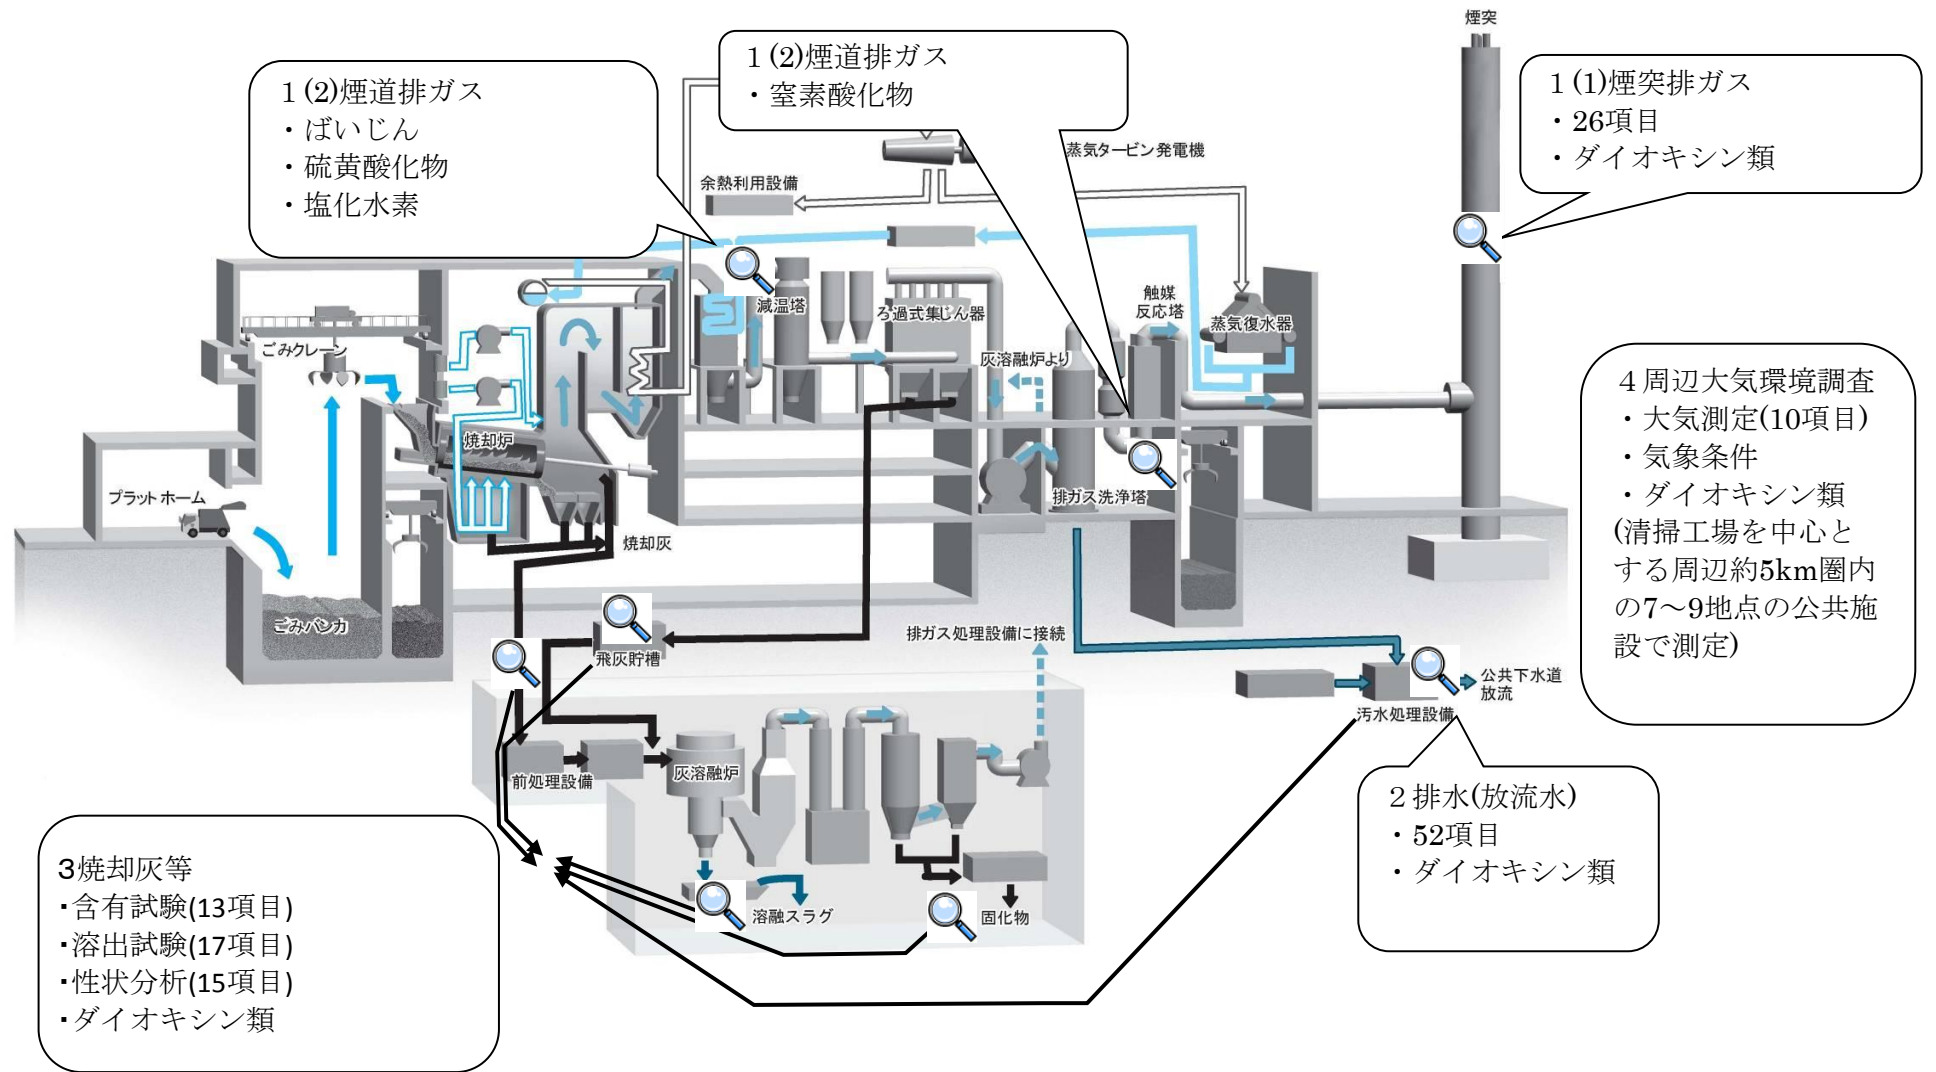 煙突
１(2)煙道排ガス
・ばいじん
・硫黄酸化物
・塩化水素
１(2)煙道排ガス
・窒素酸化物
１(1)煙突排ガス
・26項目
・ダイオキシン類
蒸気タービン発電機
余熱利用設備
減温塔
ろ過式集じん器
触媒
反応塔
蒸気復水器
ごみクレーン
灰溶融炉より
焼却炉
プラットホーム
排ガス洗浄塔
焼却灰
ごみバンカ
４周辺大気環境調査
・大気測定(10項目)
・気象条件
・ダイオキシン類
(清掃工場を中心と
する周辺約5km圏内
の7～9地点の公共施
設で測定)
飛灰貯槽
排ガス処理設備に接続
公共下水道
放流
汚水処理設備
前処理設備
灰溶融炉
溶融スラグ
固化物
２排水(放流水)
・52項目
・ダイオキシン類
3焼却灰等
・含有試験(13項目)
・溶出試験(17項目)
・性状分析(15項目)
・ダイオキシン類